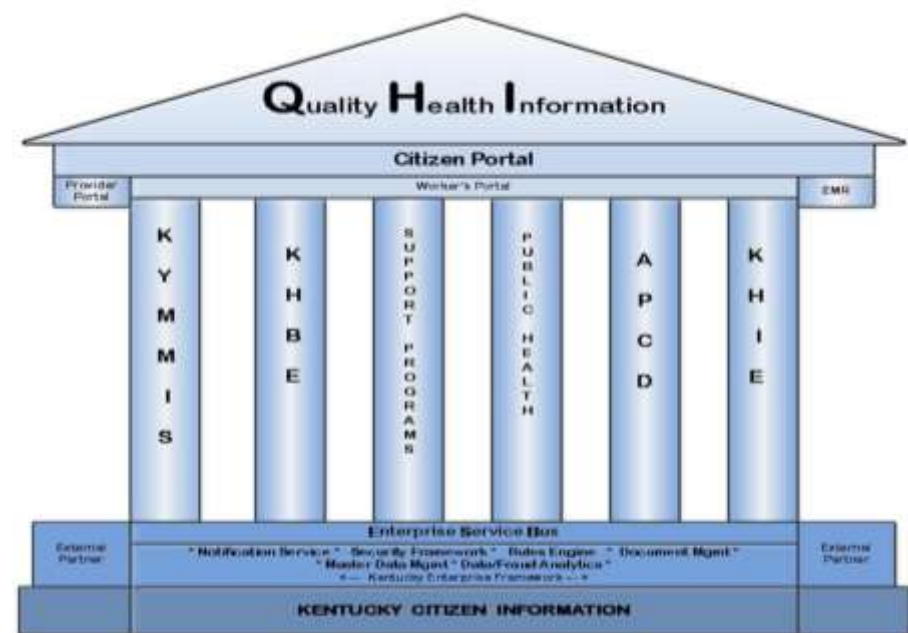 Quality Health Information
Citizen Portal
Provider
Portal
Worker's Portal
EMR
KYMMIS
KHBE
SUPPORT PROGRAMS
PUBLIC HEALTH
APCD
KHIE
External
Partner
Enterprise Service Bus
* Notification Service * Security Framework * Rules Engine * Document Mgmt *
* Master Data Mgmt * Data/Fraud Analytics *
Kentucky Enterprise Framework
External
Partner
KENTUCKY CITIZEN INFORMATION